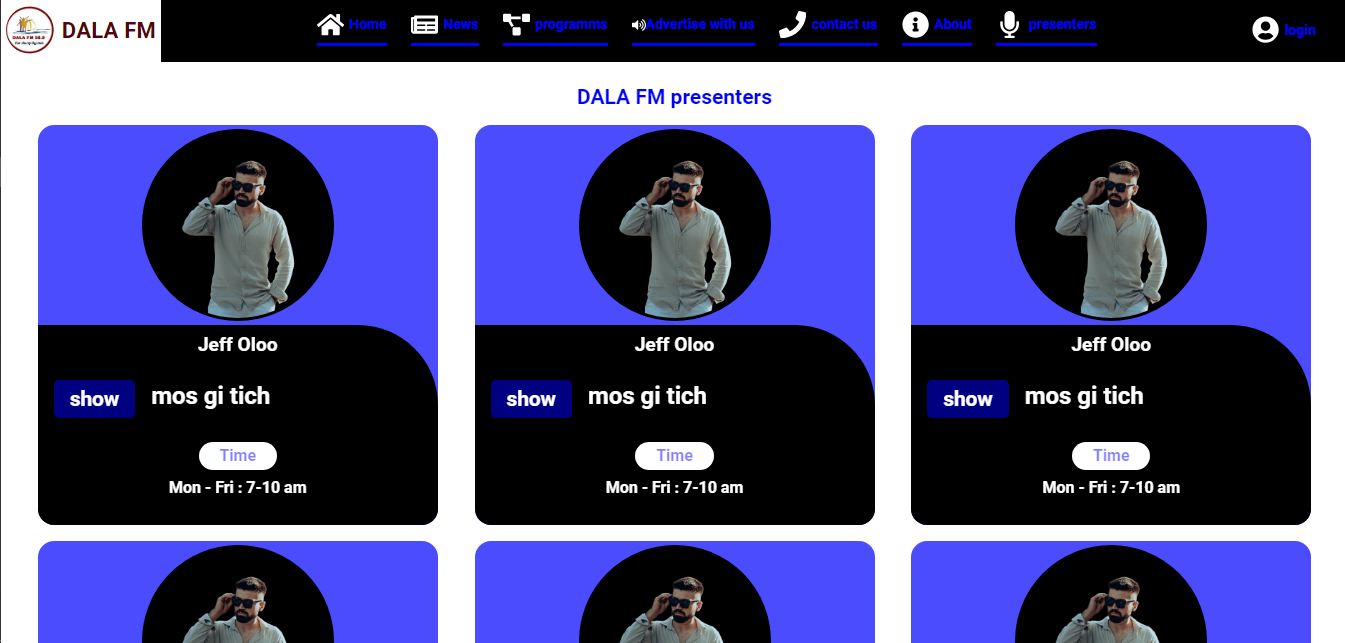 DALA FM 
Home
News
programms
Advertise with us
contact us
About
presenters
login
DALA FM presenters
Jeff Oloo
show mos gi tich
Time
Mon - Fri : 7-10 am
Jeff Oloo
show mos gi tich
Time
Mon - Fri : 7-10 am
Jeff Oloo
show mos gi tich
Time
Mon - Fri : 7-10 am